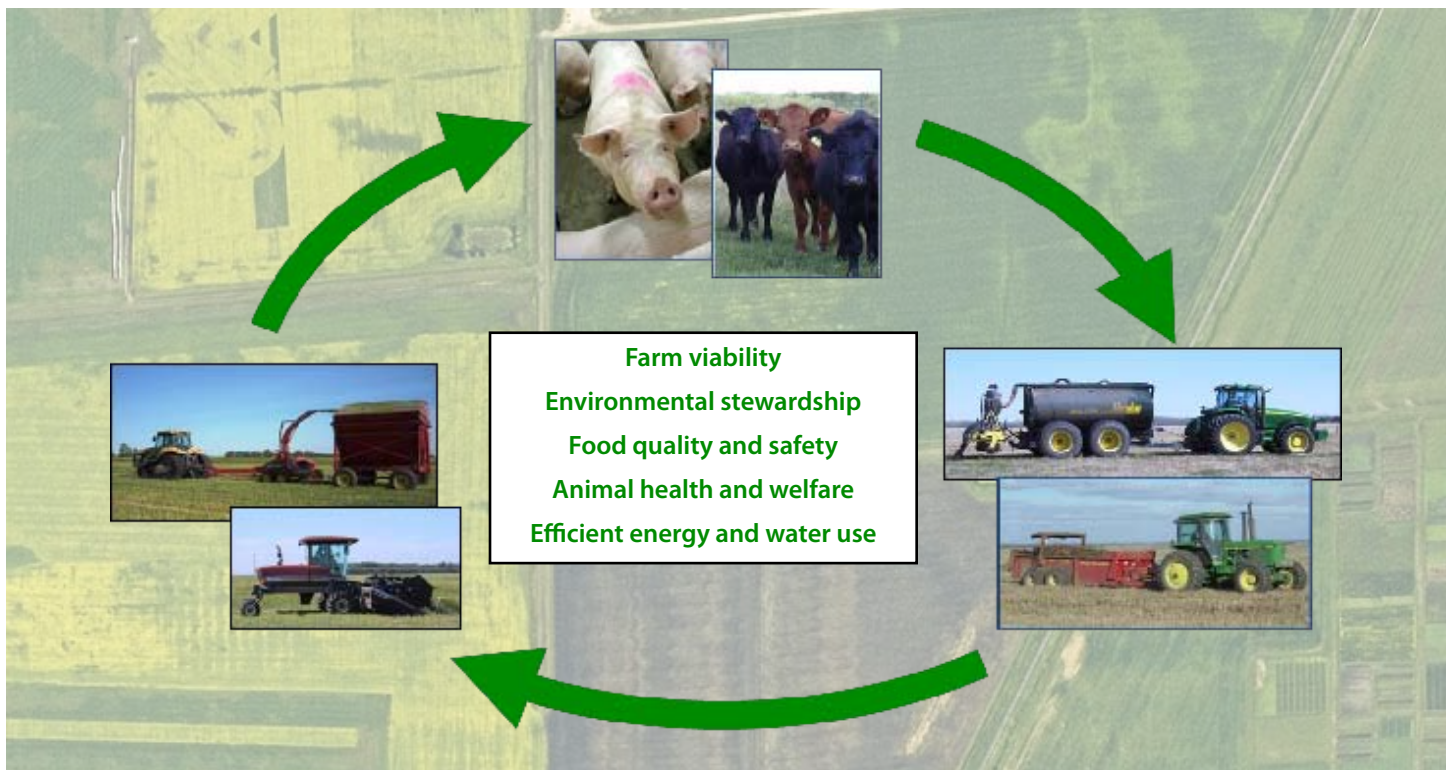 Farm viability
Environmental stewardship
Food quality and safety
Animal health and welfare
Efficient energy and water use